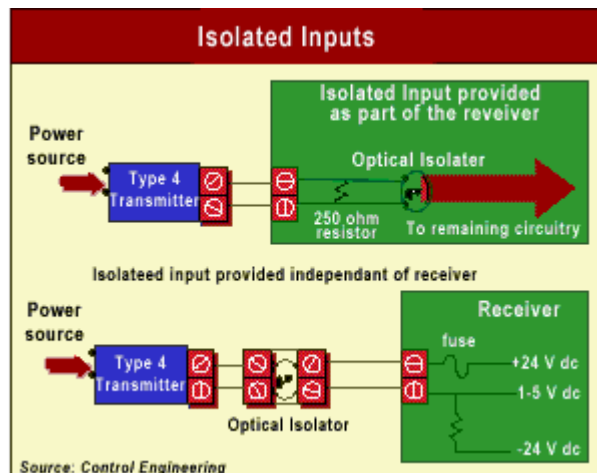 Isolated Inputs
Isolated Input provided
as part of the reveiver
Power
source
Type 4
Transmitter
Optical Isolater
250 ohm
resistor
To remaining circuitry
Isolateed input provided independant of receiver
Power
source
Type 4
Transmitter
Optical Isolator
Receiver
fuse
+24 V dc
1-5 V dc
-24 V dc
Source: Control Engineering